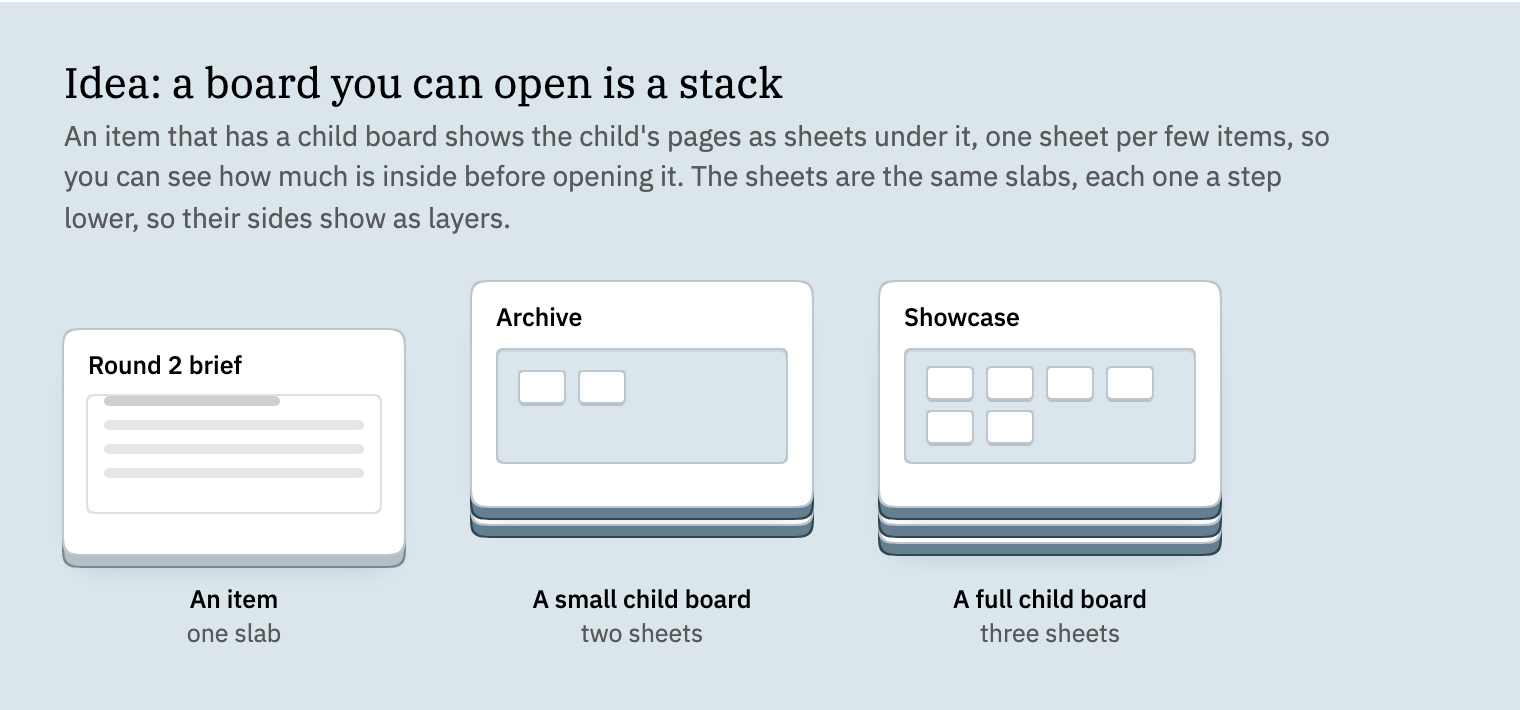 Idea: a board you can open is a stack
An item that has a child board shows the child's pages as sheets under it, one sheet per few items, so
you can see how much is inside before opening it. The sheets are the same slabs, each one a step
lower, so their sides show as layers.
Round 2 brief
Archive
Showcase
An item
one slab
A small child board
two sheets
A full child board
three sheets